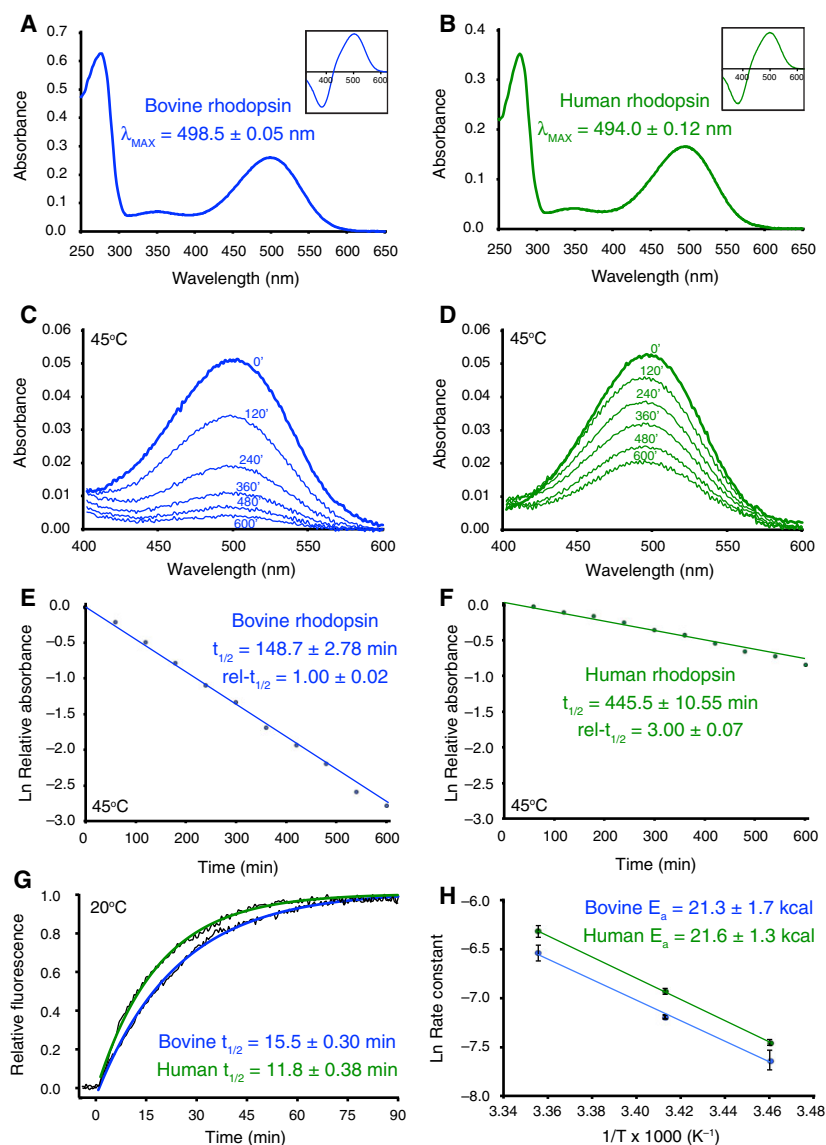 A
0.7
0.6
0.5
0.4
0.3
0.2
0.1
0.0
Absorbance
250 300 350 400 450 500 550 600 650
Wavelength (nm)
Bovine rhodopsin
λMAX = 498.5 ± 0.05 nm
400 500 600
B
0.4
0.3
0.2
0.1
0.0
Absorbance
250 300 350 400 450 500 550 600 650
Wavelength (nm)
Human rhodopsin
λMAX = 494.0 ± 0.12 nm
400 500 600
C
45°C
0.06
0.05
0.04
0.03
0.02
0.01
0.00
Absorbance
0'
120'
240'
360'
480'
600'
400 450 500 550 600
Wavelength (nm)
D
45°C
0.06
0.05
0.04
0.03
0.02
0.01
0.00
Absorbance
0'
120'
240'
360'
480'
600'
400 450 500 550 600
Wavelength (nm)
E
0.0
–0.5
–1.0
–1.5
–2.0
–2.5
–3.0
Ln Relative absorbance
Bovine rhodopsin
t1/2 = 148.7 ± 2.78 min
rel-t1/2 = 1.00 ± 0.02
45°C
0 100 200 300 400 500 600
Time (min)
F
0.0
–0.5
–1.0
–1.5
–2.0
–2.5
–3.0
Ln Relative absorbance
Human rhodopsin
t1/2 = 445.5 ± 10.55 min
rel-t1/2 = 3.00 ± 0.07
45°C
0 100 200 300 400 500 600
Time (min)
G
20°C
1.0
0.8
0.6
0.4
0.2
0.0
Relative fluorescence
Bovine t1/2 = 15.5 ± 0.30 min
Human t1/2 = 11.8 ± 0.38 min
0 15 30 45 60 75 90
Time (min)
H
–6.0
–6.5
–7.0
–7.5
–8.0
Ln Rate constant
Bovine Ea = 21.3 ± 1.7 kcal
Human Ea = 21.6 ± 1.3 kcal
3.34 3.36 3.38 3.40 3.42 3.44 3.46 3.48
1/T x 1000 (K⁻¹)